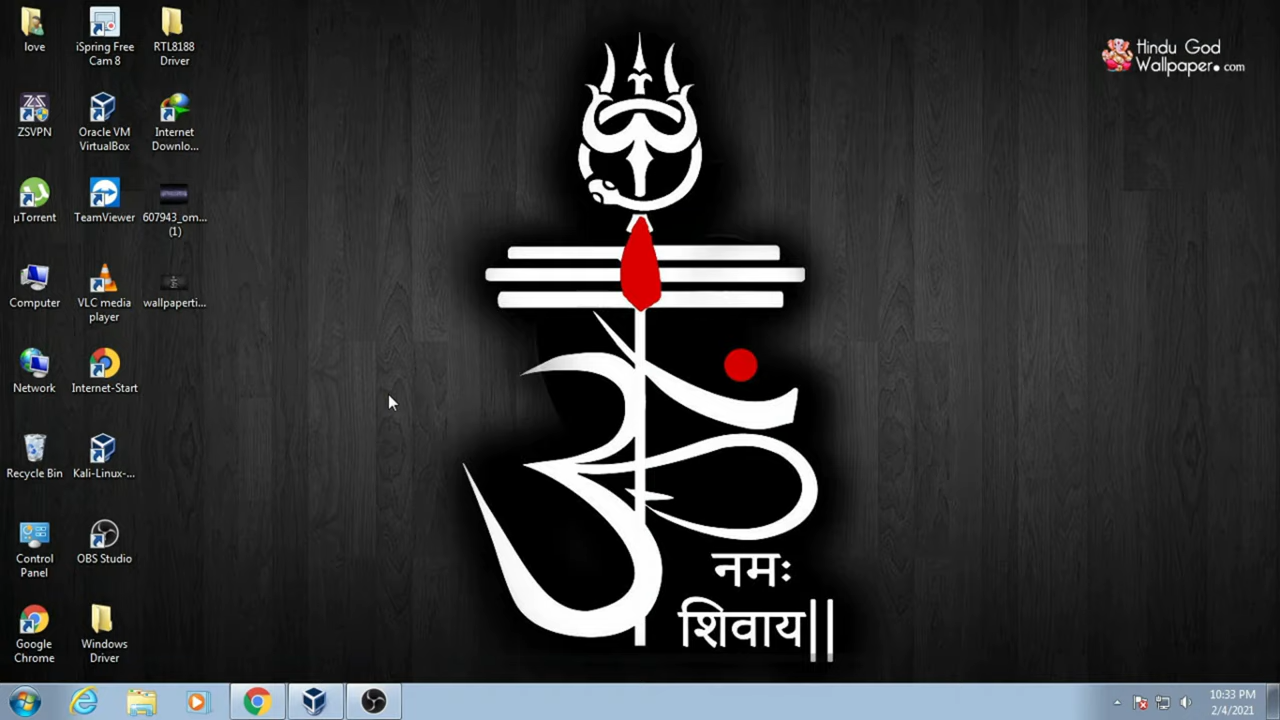 love
iSpring Free
Cam 8
RTL8188
Driver
ZSVPN
Oracle VM
VirtualBox
Internet
Downlo...
µTorrent
TeamViewer
607943_om...
(1)
Computer
VLC media
player
wallpaperti...
Network
Internet-Start
Recycle Bin
Kali-Linux-...
Control
Panel
OBS Studio
Google
Chrome
Windows
Driver
Hindu God
Wallpaper.com
ॐ
नमः
शिवाय||
10:33 PM
2/4/2021